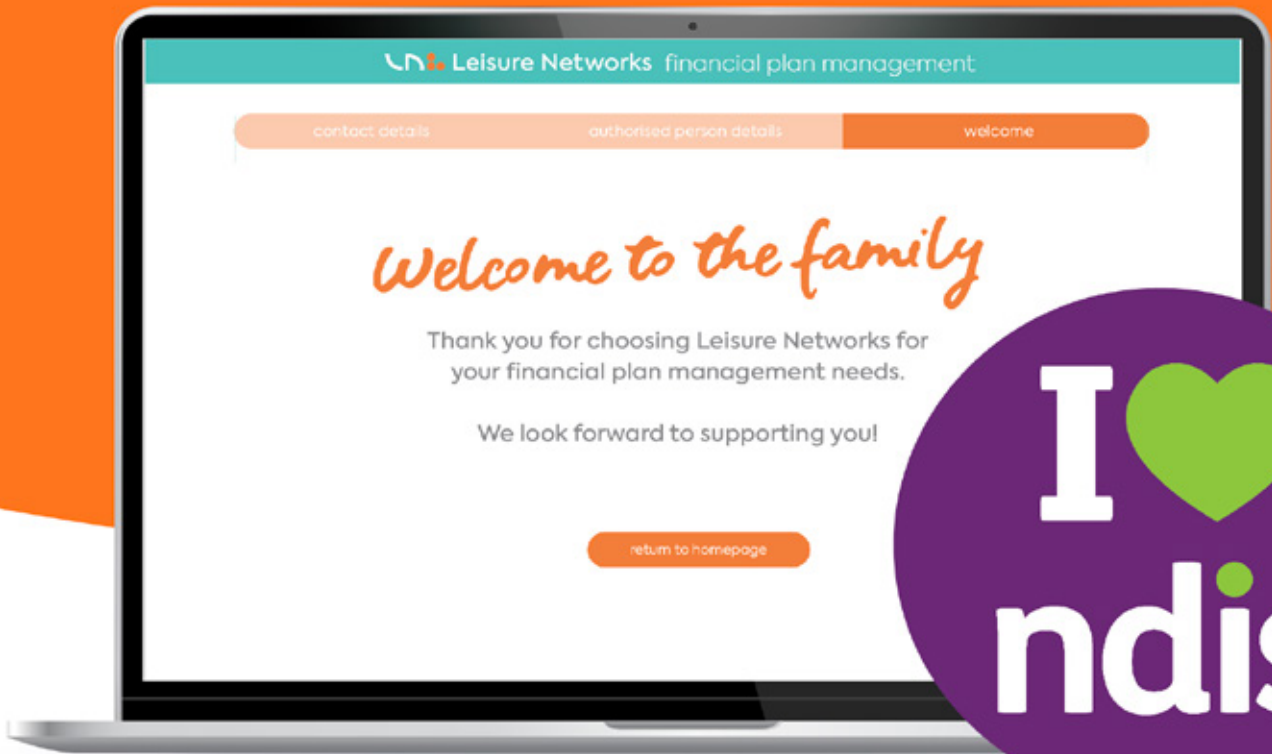 Leisure Networks financial plan management
contact details authorised person details welcome
Welcome to the family
Thank you for choosing Leisure Networks for
your financial plan management needs.
We look forward to supporting you!
return to homepage
I
ndis